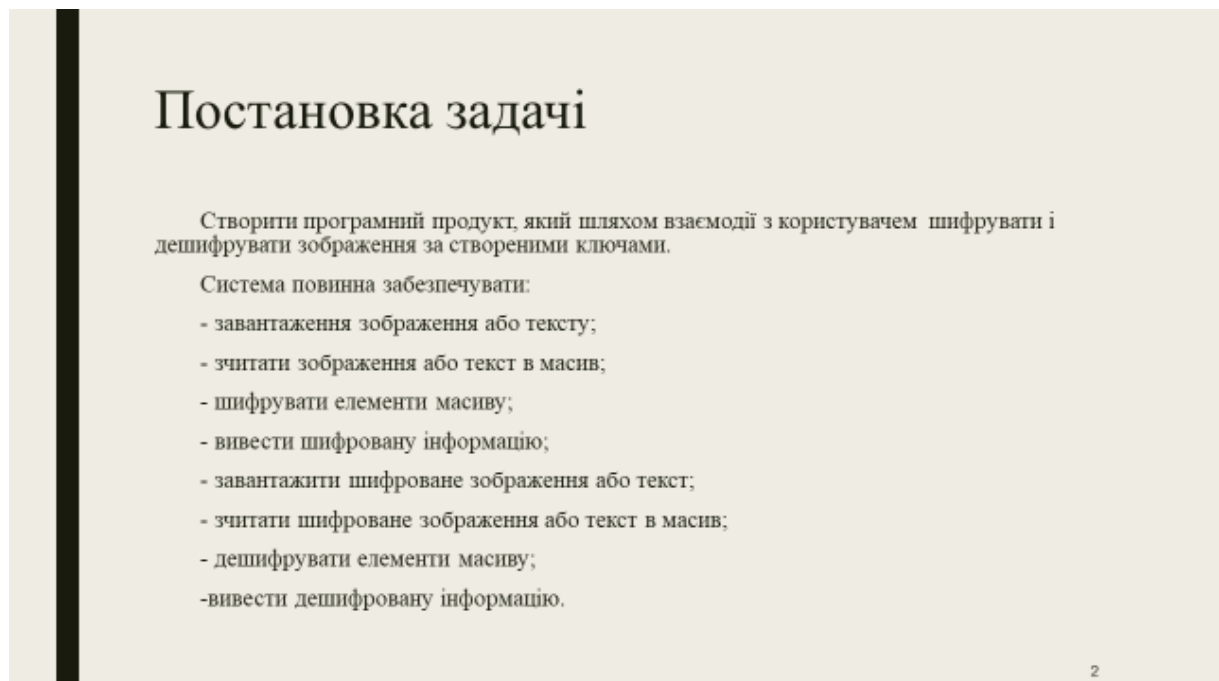 Постановка задачі
Створити програмний продукт, який шляхом взаємодії з користувачем шифрувати і
дешифрувати зображення за створеними ключами.
Система повинна забезпечувати:
- завантаження зображення або тексту;
- зчитати зображення або текст в масив;
- шифрувати елементи масиву;
- вивести шифровану інформацію;
- завантажити шифроване зображення або текст;
- зчитати шифроване зображення або текст в масив;
- дешифрувати елементи масиву;
-вивести дешифровану інформацію.
2